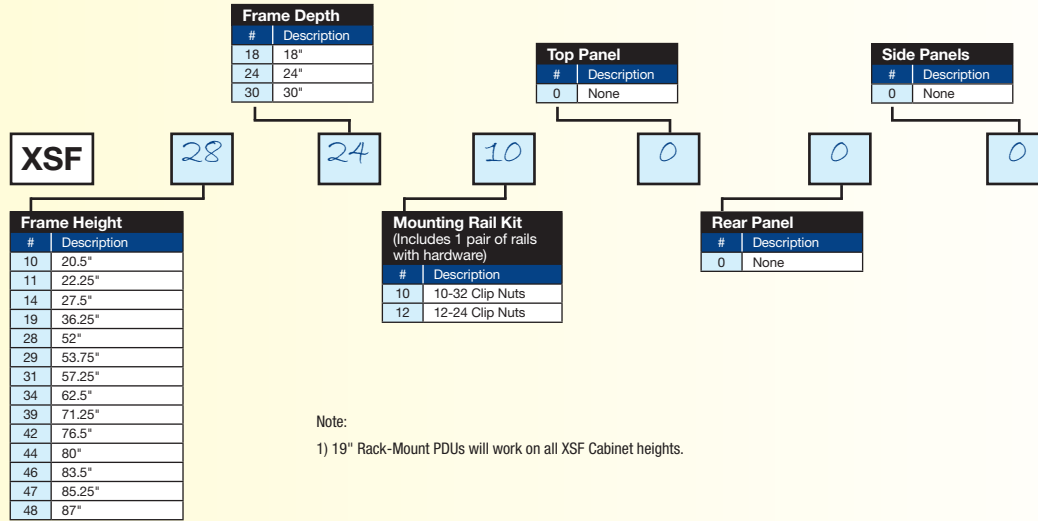 Frame Depth
# Description
18 18"
24 24"
30 30"
Top Panel
# Description
0 None
Side Panels
# Description
0 None
XSF 28 24 10 0 0 0
Frame Height
# Description
10 20.5"
11 22.25"
14 27.5"
19 36.25"
28 52"
29 53.75"
31 57.25"
34 62.5"
39 71.25"
42 76.5"
44 80"
46 83.5"
47 85.25"
48 87"
Mounting Rail Kit
(Includes 1 pair of rails
with hardware)
# Description
10 10-32 Clip Nuts
12 12-24 Clip Nuts
Rear Panel
# Description
0 None
Note:
1) 19" Rack-Mount PDUs will work on all XSF Cabinet heights.